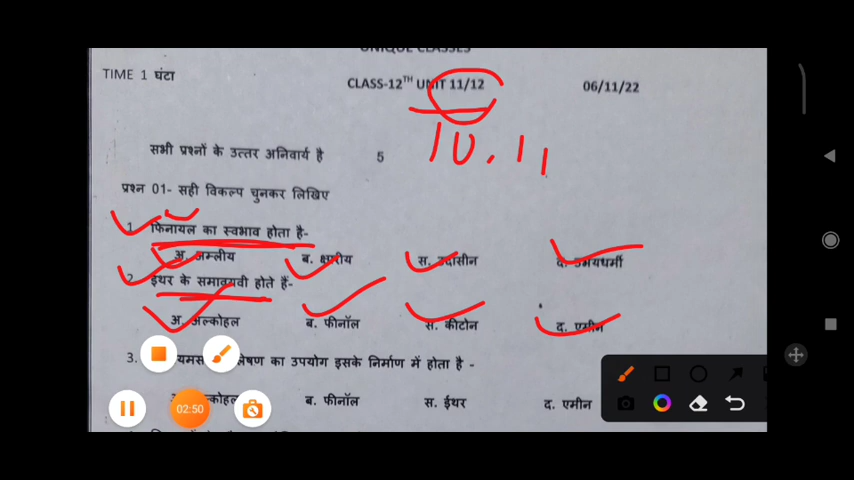 UNIQUE CLASSES
TIME 1 घंटा
CLASS-12TH UNIT 11/12 06/11/22
10.11
सभी प्रश्नों के उत्तर अनिवार्य है 5
प्रश्न 01- सही विकल्प चुनकर लिखिए
1. फिनायल का स्वभाव होता है-
अ. अम्लीय ब. क्षारीय स. उदासीन द. उभयधर्मी
2. ईथर के समावयवी होते हैं-
अ. अल्कोहल ब. फीनॉल स. कीटोन द. एमीन
3. का उपयोग इसके निर्माण में होता है -
ब. फीनॉल स. ईथर द. एमीन
02:50